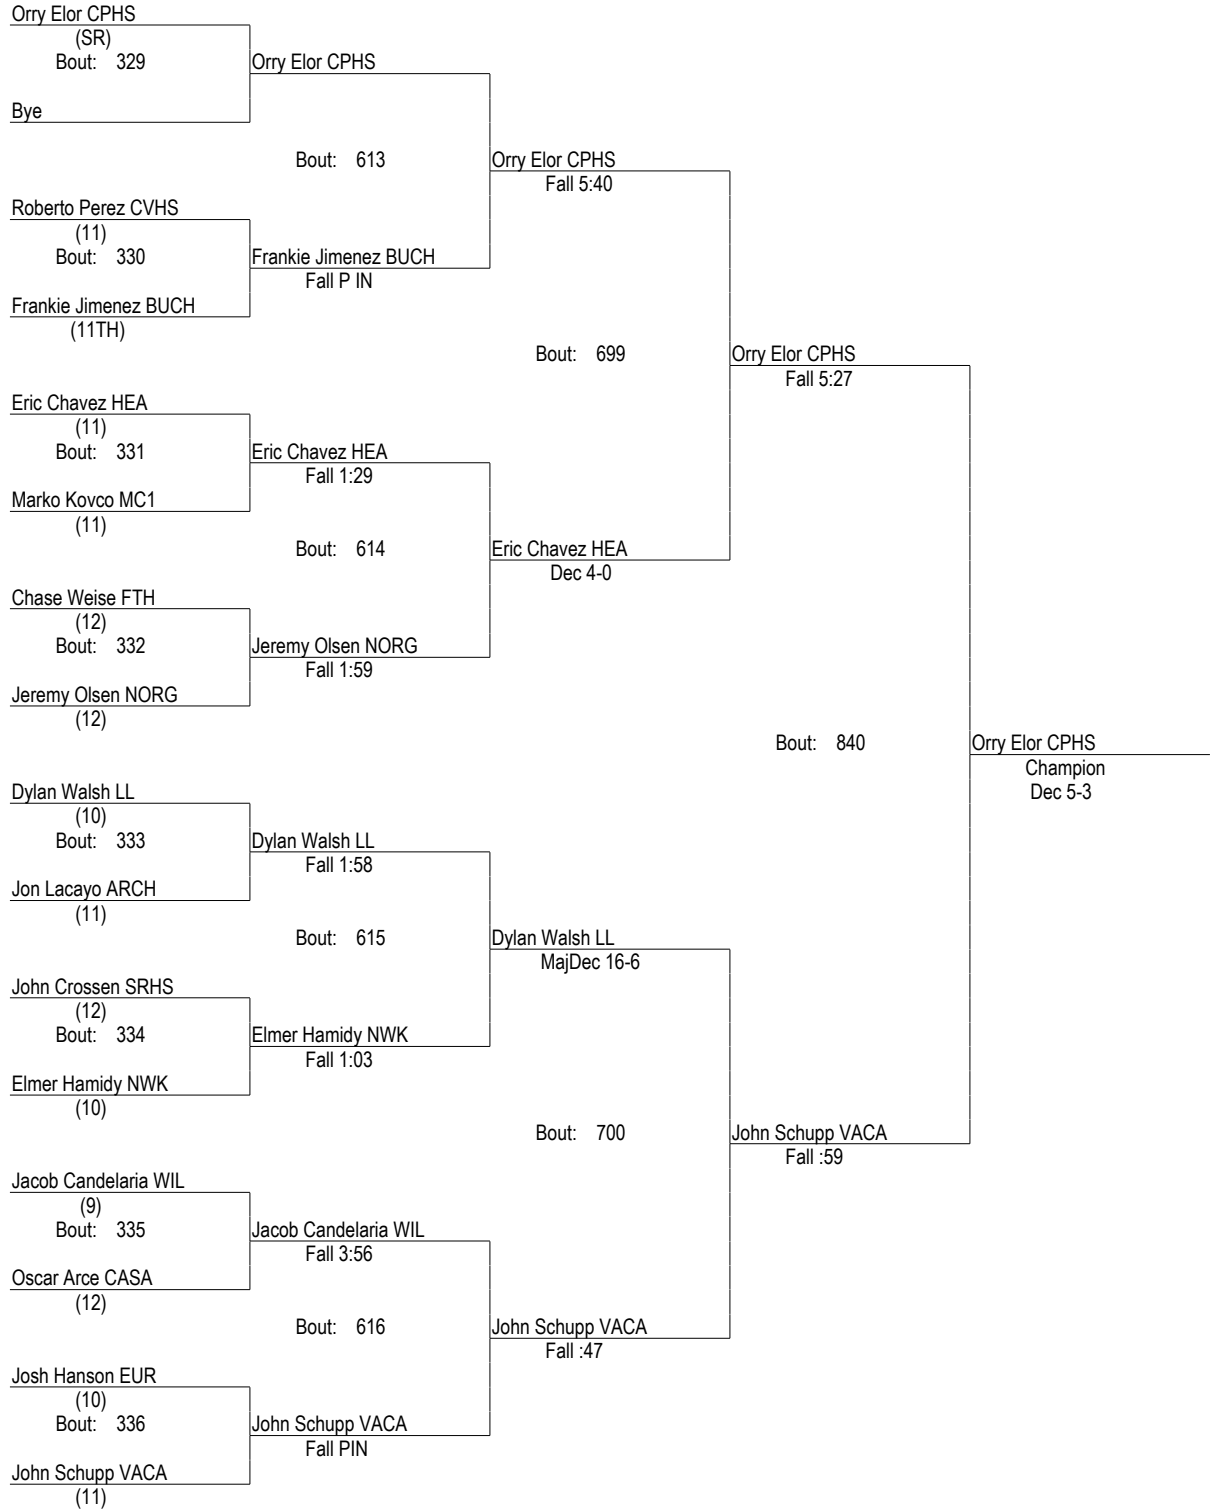 Orry Elor CPHS
(SR)
Bout: 329
Orry Elor CPHS
Bye
Bout: 613
Orry Elor CPHS
Fall 5:40
Roberto Perez CVHS
(11)
Bout: 330
Frankie Jimenez BUCH
Fall P IN
Frankie Jimenez BUCH
(11TH)
Bout: 699
Orry Elor CPHS
Fall 5:27
Eric Chavez HEA
(11)
Bout: 331
Eric Chavez HEA
Fall 1:29
Marko Kovco MC1
(11)
Bout: 614
Eric Chavez HEA
Dec 4-0
Chase Weise FTH
(12)
Bout: 332
Jeremy Olsen NORG
Fall 1:59
Jeremy Olsen NORG
(12)
Bout: 840
Orry Elor CPHS
Champion
Dec 5-3
Dylan Walsh LL
(10)
Bout: 333
Dylan Walsh LL
Fall 1:58
Jon Lacayo ARCH
(11)
Bout: 615
Dylan Walsh LL
MajDec 16-6
John Crossen SRHS
(12)
Bout: 334
Elmer Hamidy NWK
Fall 1:03
Elmer Hamidy NWK
(10)
Bout: 700
John Schupp VACA
Fall :59
Jacob Candelaria WIL
(9)
Bout: 335
Jacob Candelaria WIL
Fall 3:56
Oscar Arce CASA
(12)
Bout: 616
John Schupp VACA
Fall :47
Josh Hanson EUR
(10)
Bout: 336
John Schupp VACA
Fall PIN
John Schupp VACA
(11)